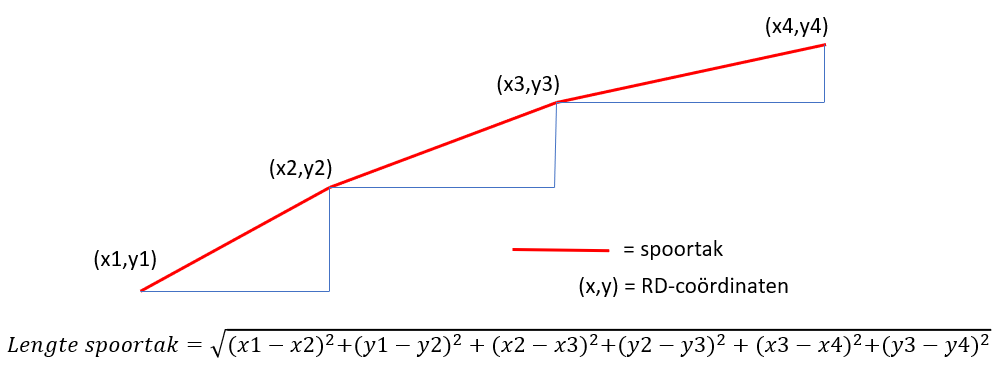 (x4,y4)
(x3,y3)
(x2,y2)
(x1,y1)
= spoortak
(x,y) = RD-coördinaten
Lengte spoortak = √(x1 − x2)²+(y1 − y2)² + (x2 − x3)²+(y2 − y3)² + (x3 − x4)²+(y3 − y4)²